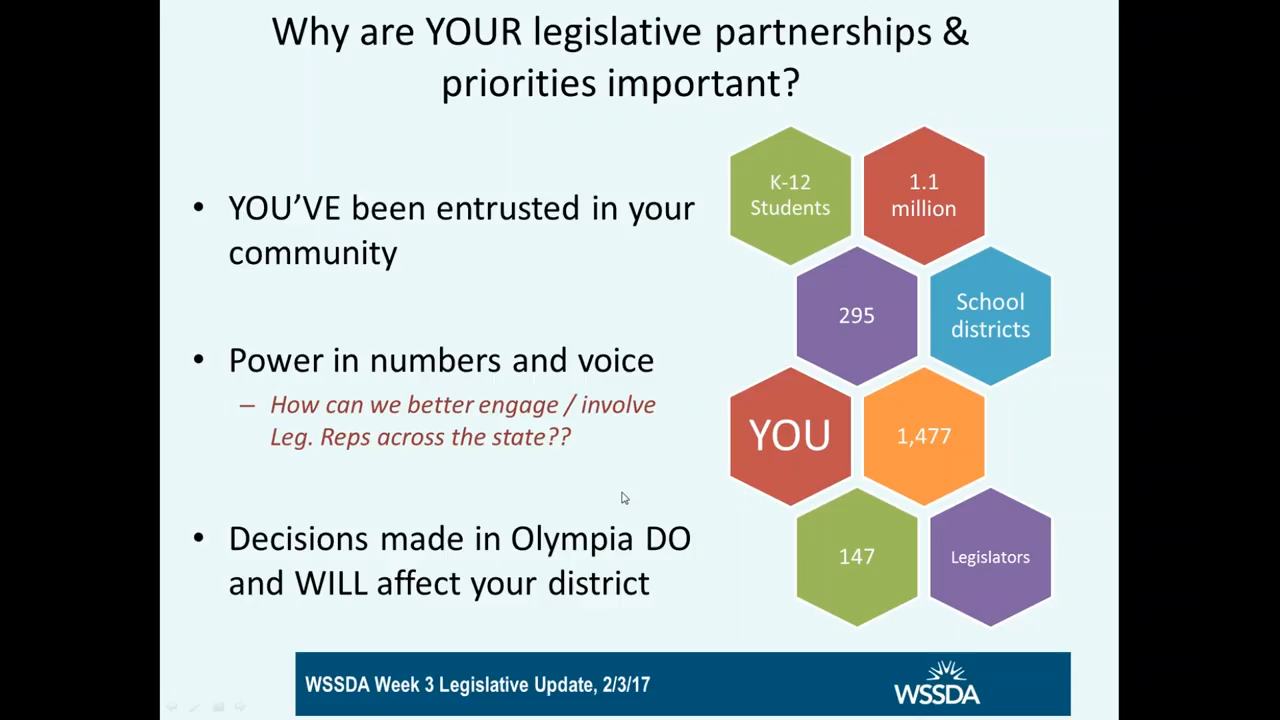 Why are YOUR legislative partnerships &
priorities important?
• YOU’VE been entrusted in your
community
• Power in numbers and voice
– How can we better engage / involve
Leg. Reps across the state??
• Decisions made in Olympia DO
and WILL affect your district
K-12
Students
1.1
million
295
School
districts
YOU
1,477
147
Legislators
WSSDA Week 3 Legislative Update, 2/3/17
WSSDA